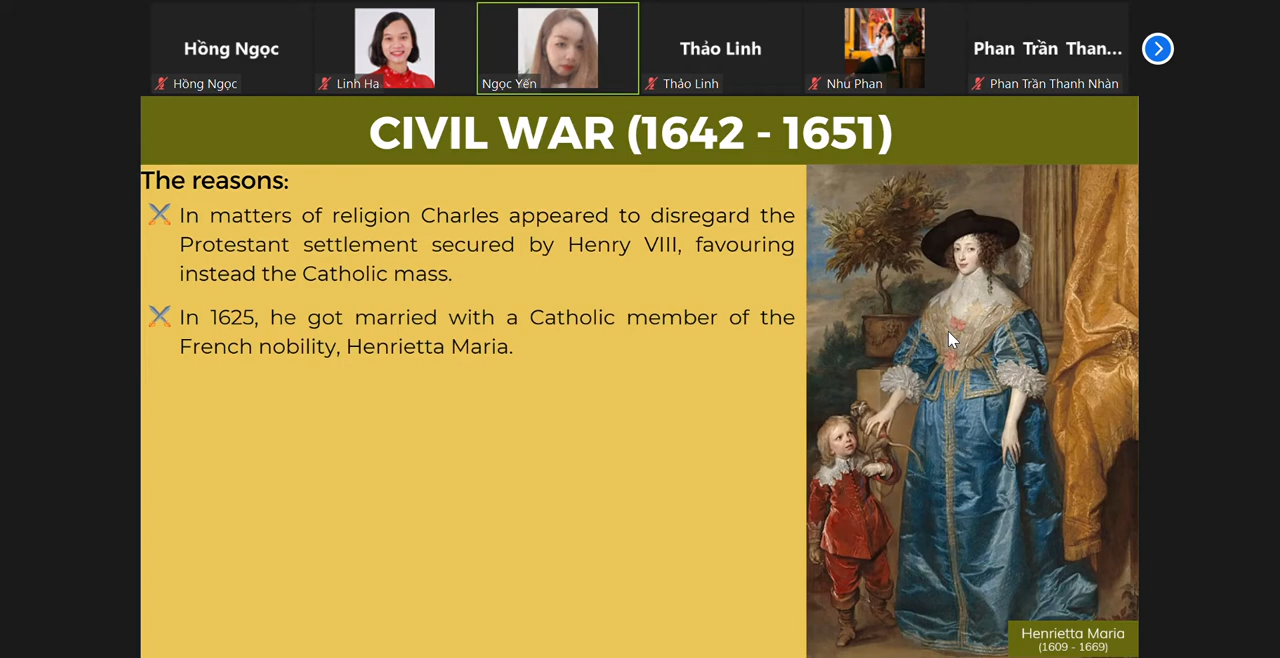 Hồng Ngọc
Thảo Linh
Phan Trần Than...
Hồng Ngọc
Linh Ha
Ngọc Yến
Thảo Linh
Như Phan
Phan Trần Thanh Nhàn
CIVIL WAR (1642 - 1651)
The reasons:
In matters of religion Charles appeared to disregard the
Protestant settlement secured by Henry VIII, favouring
instead the Catholic mass.
In 1625, he got married with a Catholic member of the
French nobility, Henrietta Maria.
Henrietta Maria
(1609 - 1669)